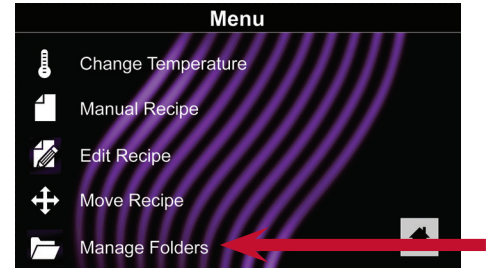 Menu
Change Temperature
Manual Recipe
Edit Recipe
Move Recipe
Manage Folders